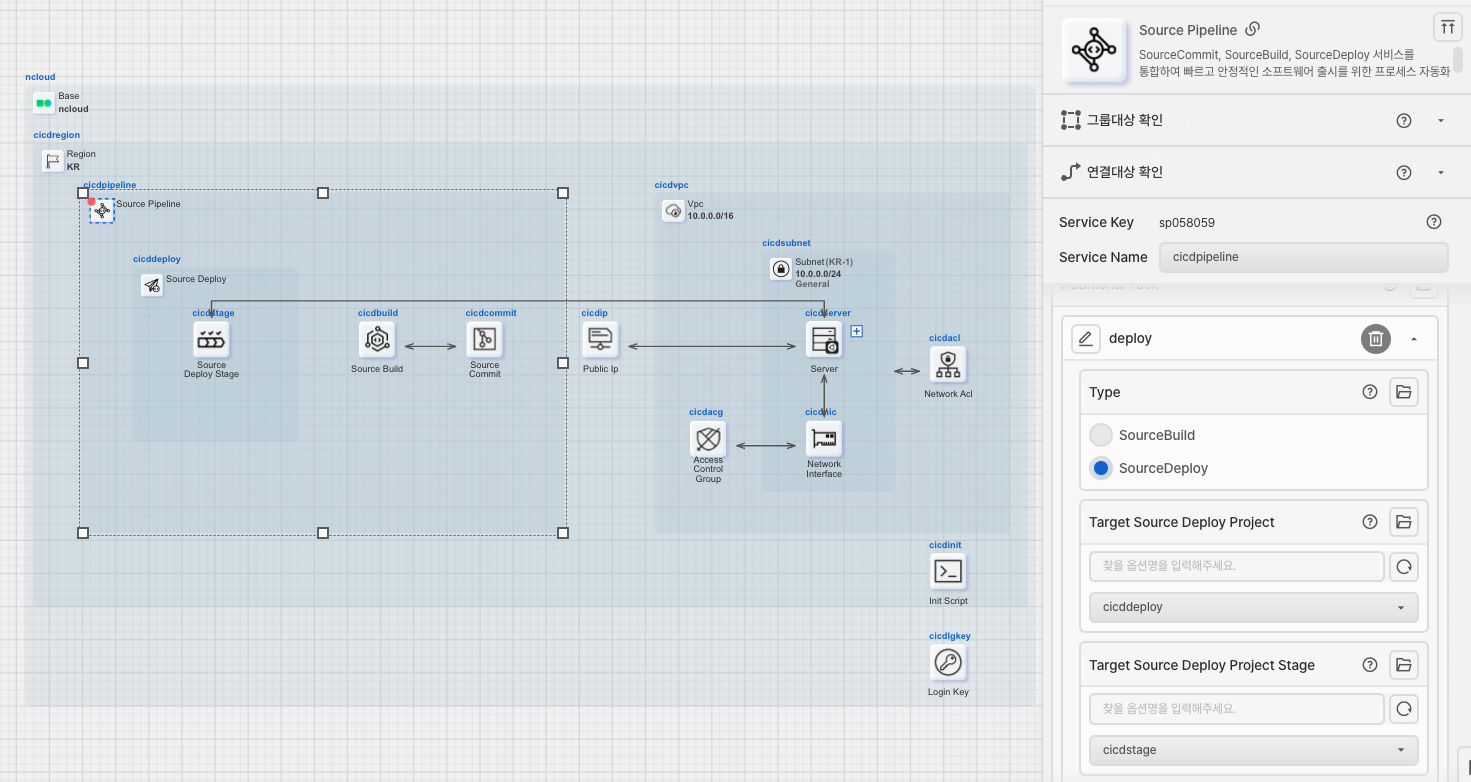 ncloud
Base
ncloud
cicdregion
Region
KR
cicdpipeline
Source Pipeline
cicddeploy
Source Deploy
cicdstage
Source
Deploy Stage
cicdbuild
Source Build
cicdcommit
Source
Commit
cicdip
Public Ip
cicdvpc
Vpc
10.0.0.0/16
cicdsubnet
Subnet(KR-1)
10.0.0.0/24
General
cicdserver
Server
cicdacl
Network Acl
cicdacg
Access
Control
Group
cicdnic
Network
Interface
cicdinit
Init Script
cicdlgkey
Login Key
Source Pipeline
SourceCommit, SourceBuild, SourceDeploy 서비스를
통합하여 빠르고 안정적인 소프트웨어 출시를 위한 프로세스 자동화
그룹대상 확인
연결대상 확인
Service Key sp058059
Service Name cicdpipeline
Additional Task
deploy
Type
SourceBuild
SourceDeploy
Target Source Deploy Project
찾을 옵션명을 입력해주세요.
cicddeploy
Target Source Deploy Project Stage
찾을 옵션명을 입력해주세요.
cicdstage